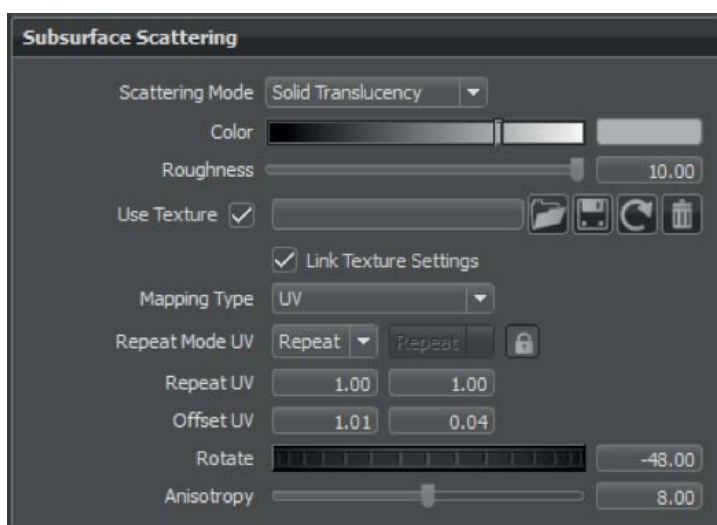 Subsurface Scattering
Scattering Mode Solid Translucency
Color
Roughness 10.00
Use Texture
Link Texture Settings
Mapping Type UV
Repeat Mode UV Repeat Repeat
Repeat UV 1.00 1.00
Offset UV 1.01 0.04
Rotate -48.00
Anisotropy 8.00